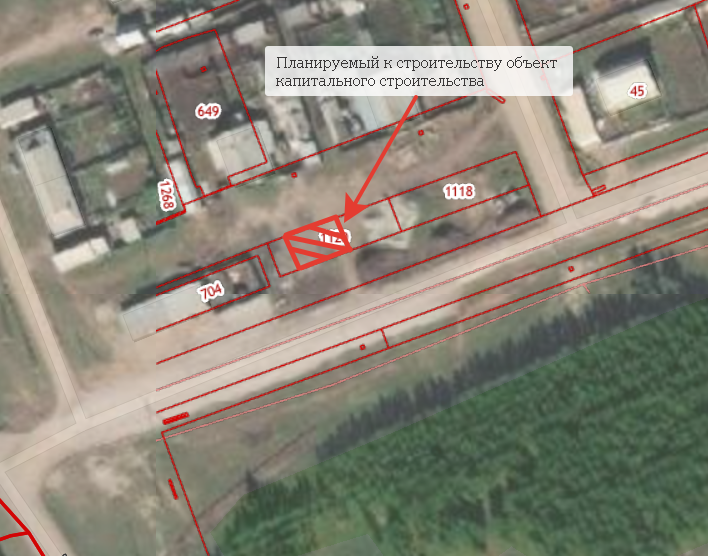 Планируемый к строительству объект
капитального строительства
649
45
1268
1118
704